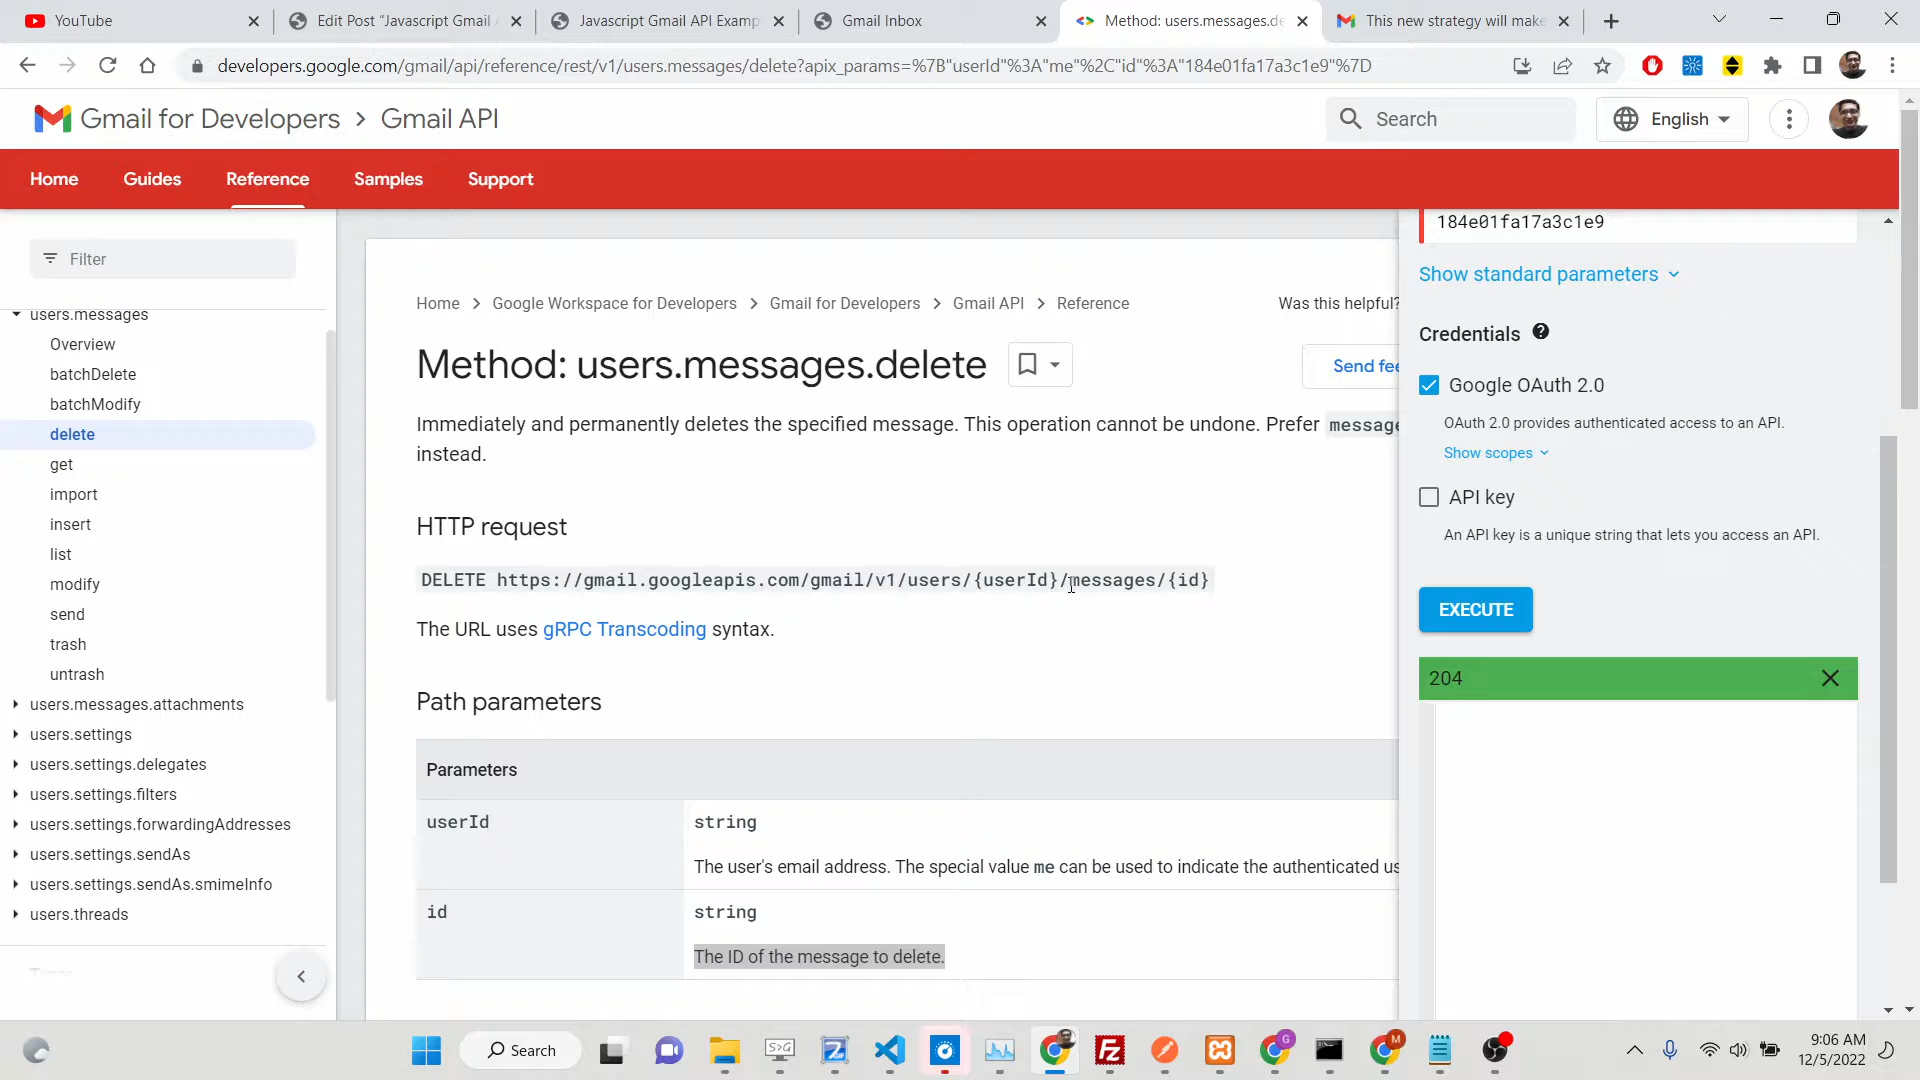 YouTube
Edit Post "Javascript Gmail A
Javascript Gmail API Examp
Gmail Inbox
Method: users.messages.de
This new strategy will make
developers.google.com/gmail/api/reference/rest/v1/users.messages/delete?apix_params=%7B"userId"%3A"me"%2C"id"%3A"184e01fa17a3c1e9"%7D
Gmail for Developers > Gmail API
Search
English
Home
Guides
Reference
Samples
Support
Filter
users.messages
Overview
batchDelete
batchModify
delete
get
import
insert
list
modify
send
trash
untrash
users.messages.attachments
users.settings
users.settings.delegates
users.settings.filters
users.settings.forwardingAddresses
users.settings.sendAs
users.settings.sendAs.smimeInfo
users.threads
Home > Google Workspace for Developers > Gmail for Developers > Gmail API > Reference
Was this helpful?
Method: users.messages.delete
Send fee
Immediately and permanently deletes the specified message. This operation cannot be undone. Prefer message
instead.
HTTP request
DELETE https://gmail.googleapis.com/gmail/v1/users/{userId}/messages/{id}
The URL uses gRPC Transcoding syntax.
Path parameters
Parameters
userId
string
The user's email address. The special value me can be used to indicate the authenticated us
id
string
The ID of the message to delete.
184e01fa17a3c1e9
Show standard parameters
Credentials
Google OAuth 2.0
OAuth 2.0 provides authenticated access to an API.
Show scopes
API key
An API key is a unique string that lets you access an API.
EXECUTE
204
Search
9:06 AM
12/5/2022